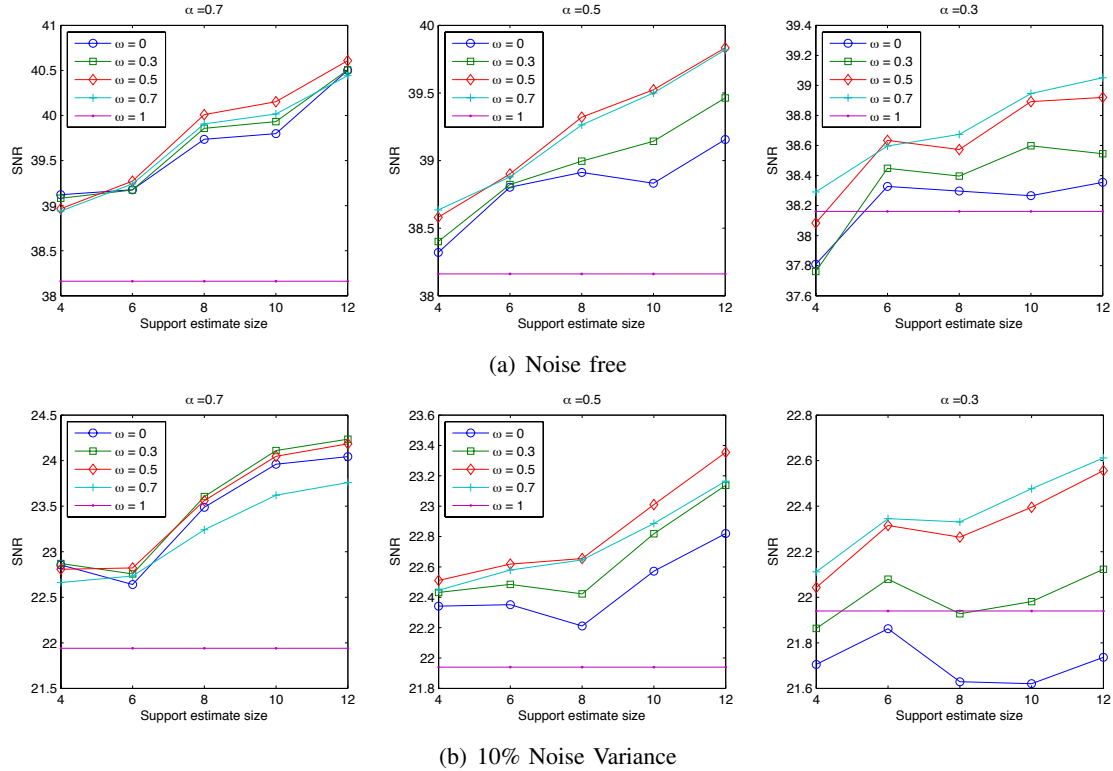 α =0.7
α =0.5
α =0.3
41
40.5
40
39.5
39
38.5
38
SNR
ω = 0
ω = 0.3
ω = 0.5
ω = 0.7
ω = 1
4 6 8 10 12
Support estimate size
40
39.5
39
38.5
38
SNR
ω = 0
ω = 0.3
ω = 0.5
ω = 0.7
ω = 1
4 6 8 10 12
Support estimate size
39.4
39.2
39
38.8
38.6
38.4
38.2
38
37.8
37.6
SNR
ω = 0
ω = 0.3
ω = 0.5
ω = 0.7
ω = 1
4 6 8 10 12
Support estimate size
(a) Noise free
α =0.7
α =0.5
α =0.3
24.5
24
23.5
23
22.5
22
21.5
SNR
ω = 0
ω = 0.3
ω = 0.5
ω = 0.7
ω = 1
4 6 8 10 12
Support estimate size
23.6
23.4
23.2
23
22.8
22.6
22.4
22.2
22
21.8
SNR
ω = 0
ω = 0.3
ω = 0.5
ω = 0.7
ω = 1
4 6 8 10 12
Support estimate size
22.8
22.6
22.4
22.2
22
21.8
21.6
SNR
ω = 0
ω = 0.3
ω = 0.5
ω = 0.7
ω = 1
4 6 8 10 12
Support estimate size
(b) 10% Noise Variance